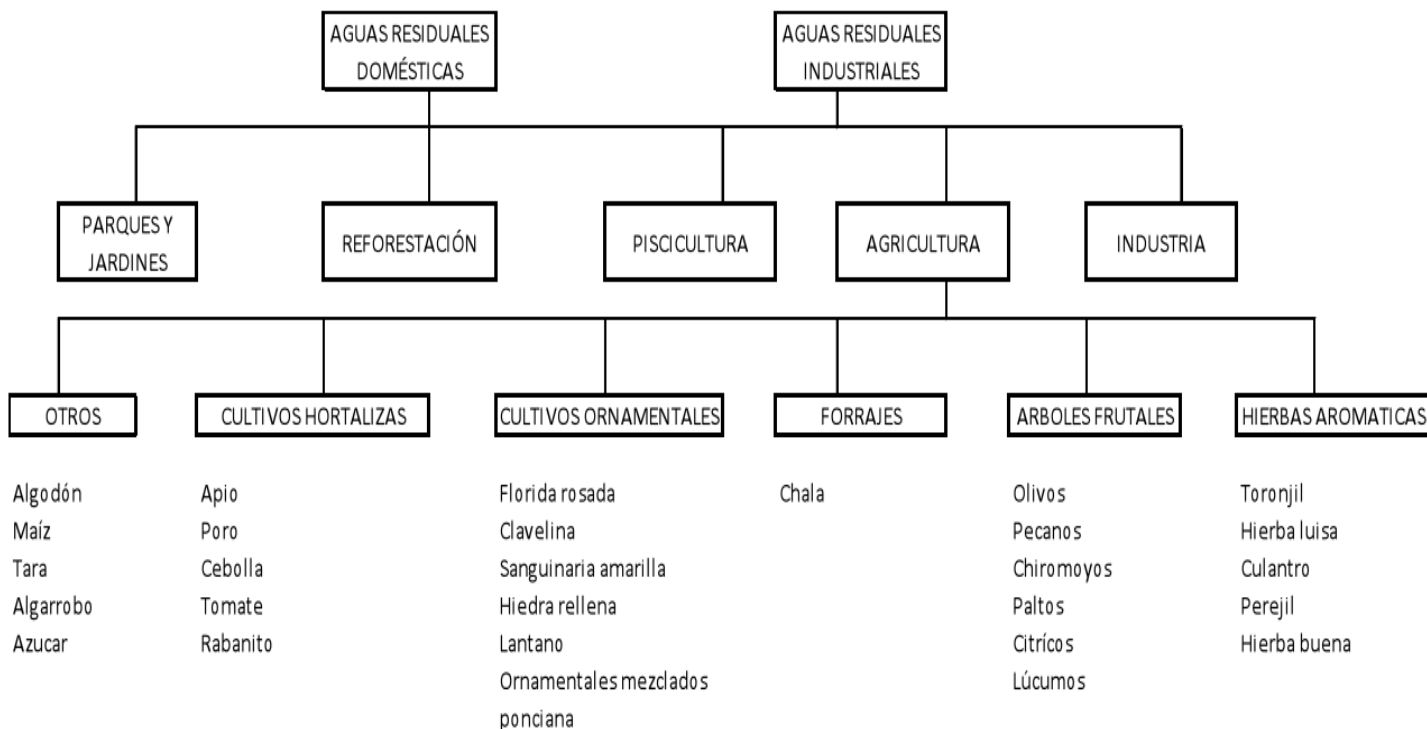 AGUAS RESIDUALES
DOMÉSTICAS
AGUAS RESIDUALES
INDUSTRIALES
PARQUES Y
JARDINES
REFORESTACIÓN
PISCICULTURA
AGRICULTURA
INDUSTRIA
OTROS
CULTIVOS HORTALIZAS
CULTIVOS ORNAMENTALES
FORRAJES
ARBOLES FRUTALES
HIERBAS AROMATICAS
Algodón
Maíz
Tara
Algarrobo
Azucar
Apio
Poro
Cebolla
Tomate
Rabanito
Florida rosada
Clavelina
Sanguinaria amarilla
Hiedra rellena
Lantano
Ornamentales mezclados
ponciana
Chala
Olivos
Pecanos
Chiromoyos
Paltos
Citrícos
Lúcumos
Toronjil
Hierba luisa
Culantro
Perejil
Hierba buena